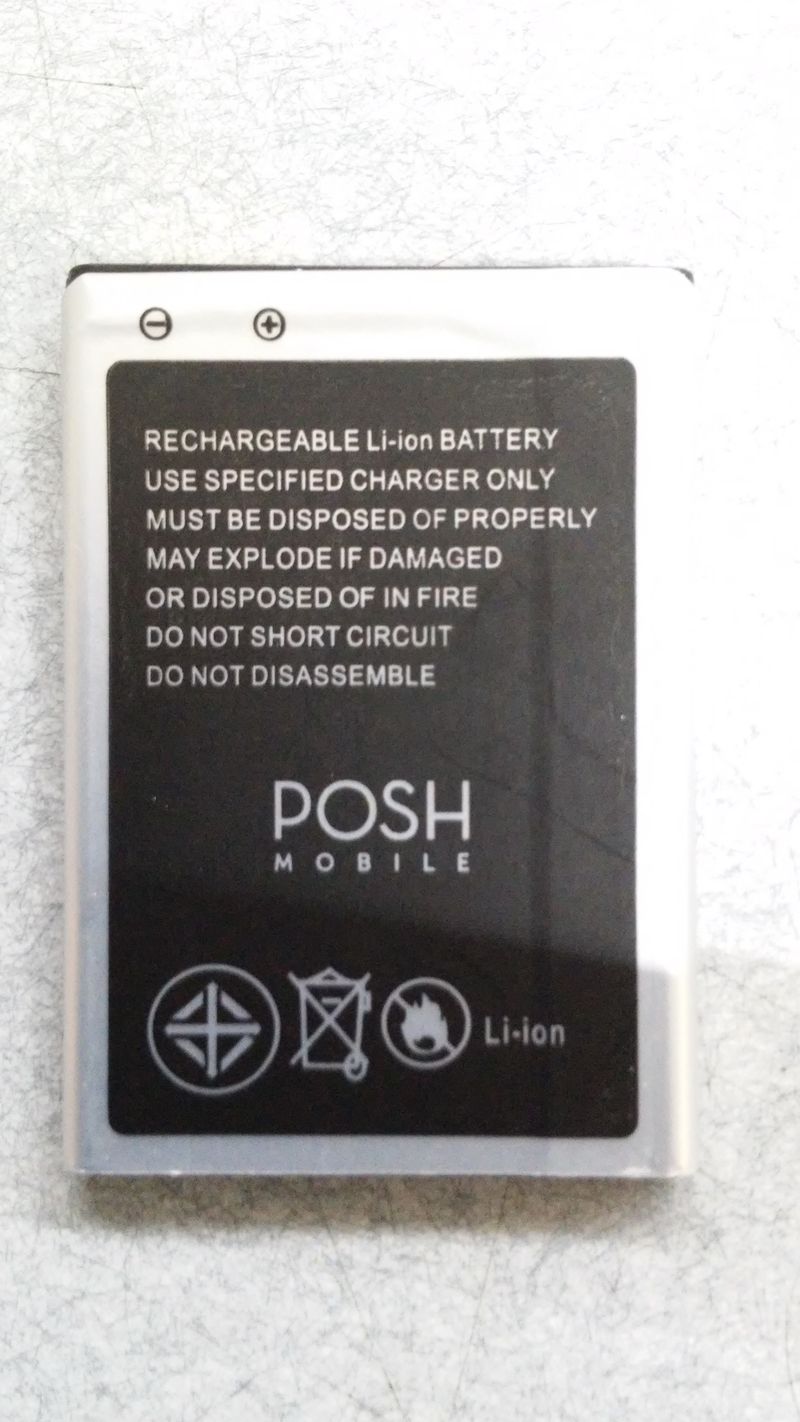 RECHARGEABLE Li-ion BATTERY
USE SPECIFIED CHARGER ONLY
MUST BE DISPOSED OF PROPERLY
MAY EXPLODE IF DAMAGED
OR DISPOSED OF IN FIRE
DO NOT SHORT CIRCUIT
DO NOT DISASSEMBLE
POSH
MOBILE
Li-ion